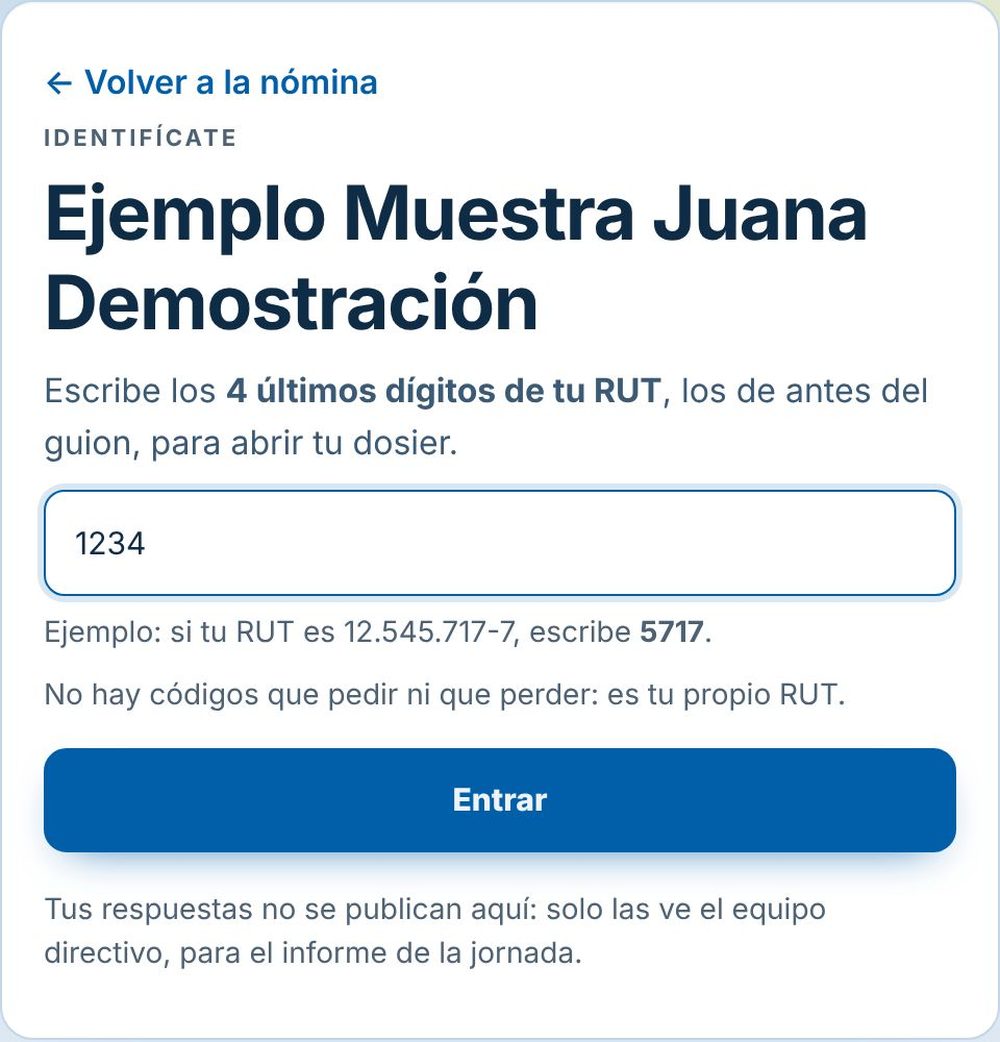 ← Volver a la nómina
IDENTIFÍCATE
Ejemplo Muestra Juana
Demostración
Escribe los 4 últimos dígitos de tu RUT, los de antes del
guion, para abrir tu dosier.
1234
Ejemplo: si tu RUT es 12.545.717-7, escribe 5717.
No hay códigos que pedir ni que perder: es tu propio RUT.
Entrar
Tus respuestas no se publican aquí: solo las ve el equipo
directivo, para el informe de la jornada.